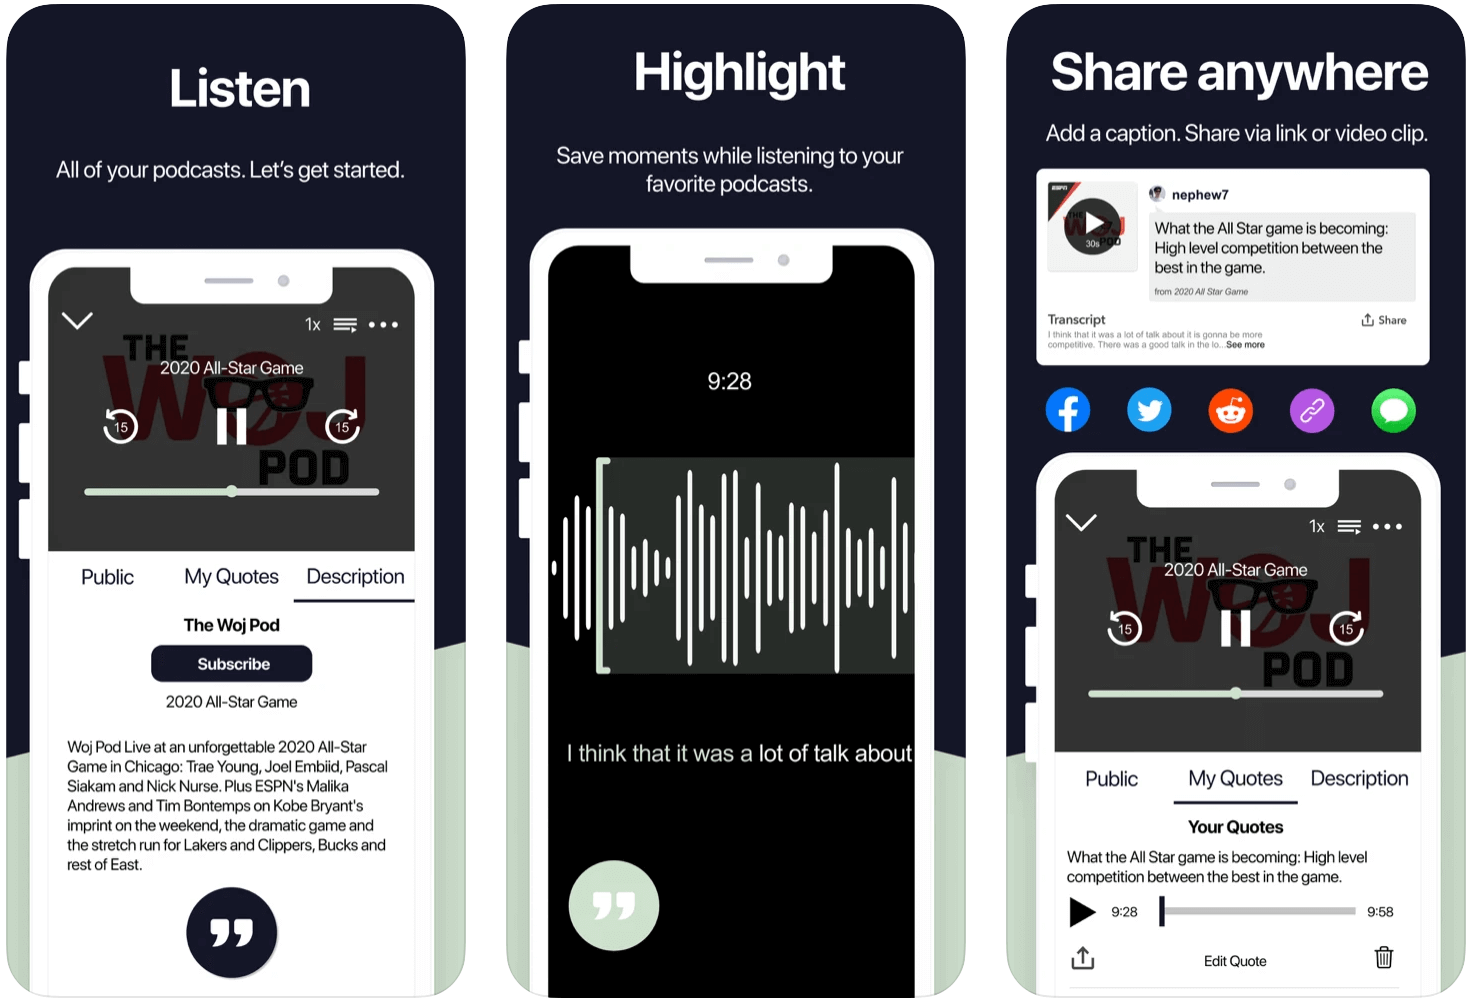 Listen
All of your podcasts. Let's get started.
1x
THE
WOJ
POD
2020 All-Star Game
15
15
Public
My Quotes
Description
The Woj Pod
Subscribe
2020 All-Star Game
Woj Pod Live at an unforgettable 2020 All-Star
Game in Chicago: Trae Young, Joel Embiid, Pascal
Siakam and Nick Nurse. Plus ESPN's Malika
Andrews and Tim Bontemps on Kobe Bryant's
imprint on the weekend, the dramatic game and
the stretch run for Lakers and Clippers, Bucks and
rest of East.
Highlight
Save moments while listening to your
favorite podcasts.
9:28
I think that it was a lot of talk about
Share anywhere
Add a caption. Share via link or video clip.
ESPN
THE
WOJ
POD
30s
nephew7
What the All Star game is becoming:
High level competition between the
best in the game.
from 2020 All Star Game
Transcript
Share
I think that it was a lot of talk about it is gonna be more
competitive. There was a good talk in the lo...See more
1x
THE
WOJ
POD
2020 All-Star Game
15
15
Public
My Quotes
Description
Your Quotes
What the All Star game is becoming: High level
competition between the best in the game.
9:28
9:58
Edit Quote